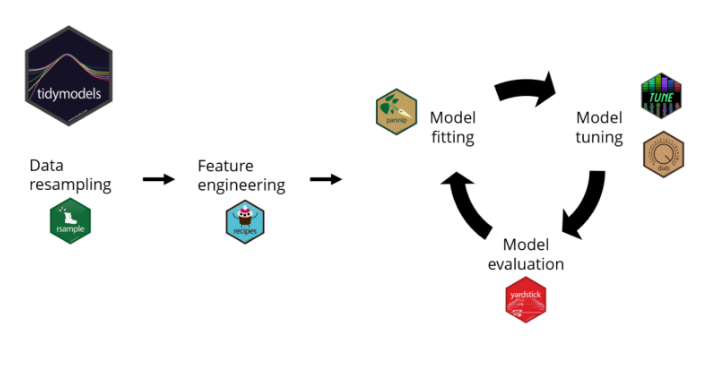 tidymodels
Data
resampling
rsample
Feature
engineering
recipes
parsnip
Model
fitting
Model
tuning
TUNE
dials
Model
evaluation
yardstick